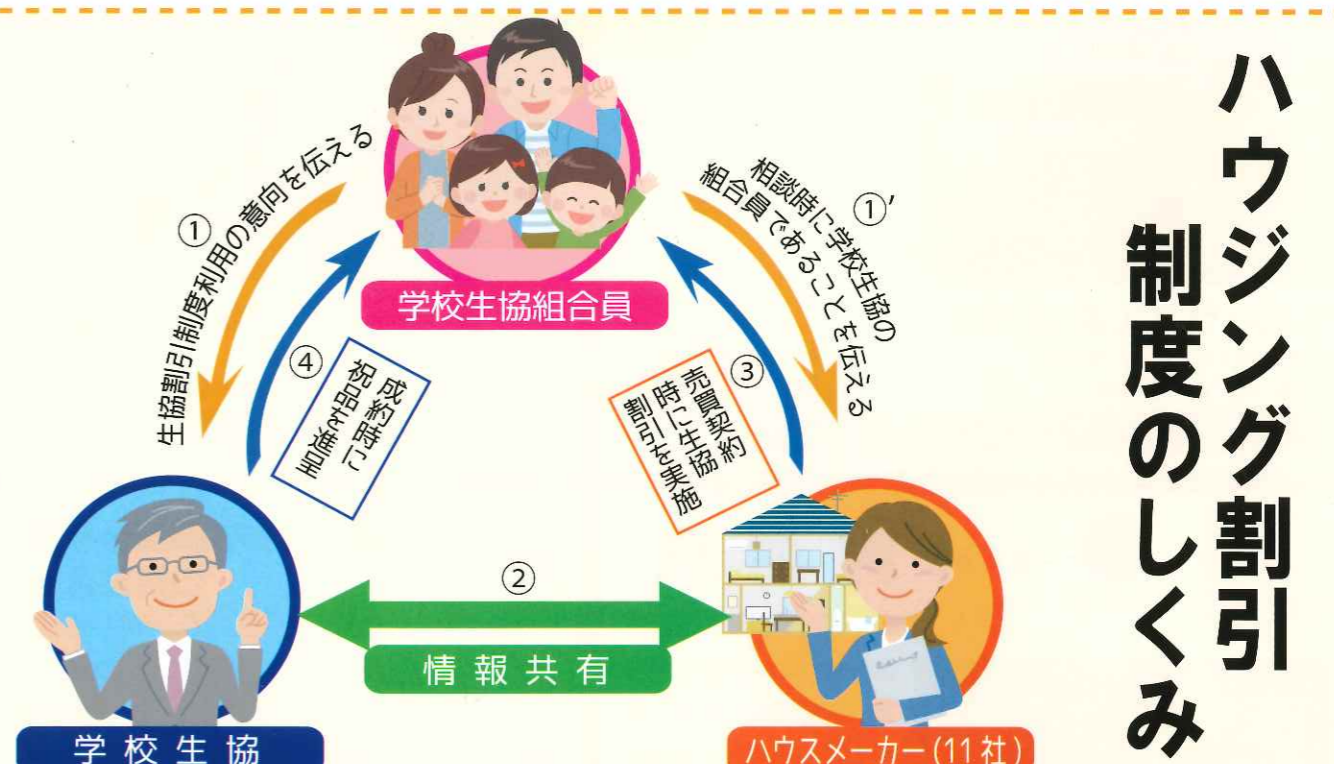 ハウジング割引
制度のしくみ
学校生協組合員
①
生協割引制度利用の意向を伝える
①’
相談時に学校生協の
組合員であることを伝える
④
成約時に
祝品を進呈
③
売買契約
時に生協
割引を実施
②
情報共有
学校生協
ハウスメーカー(11社)